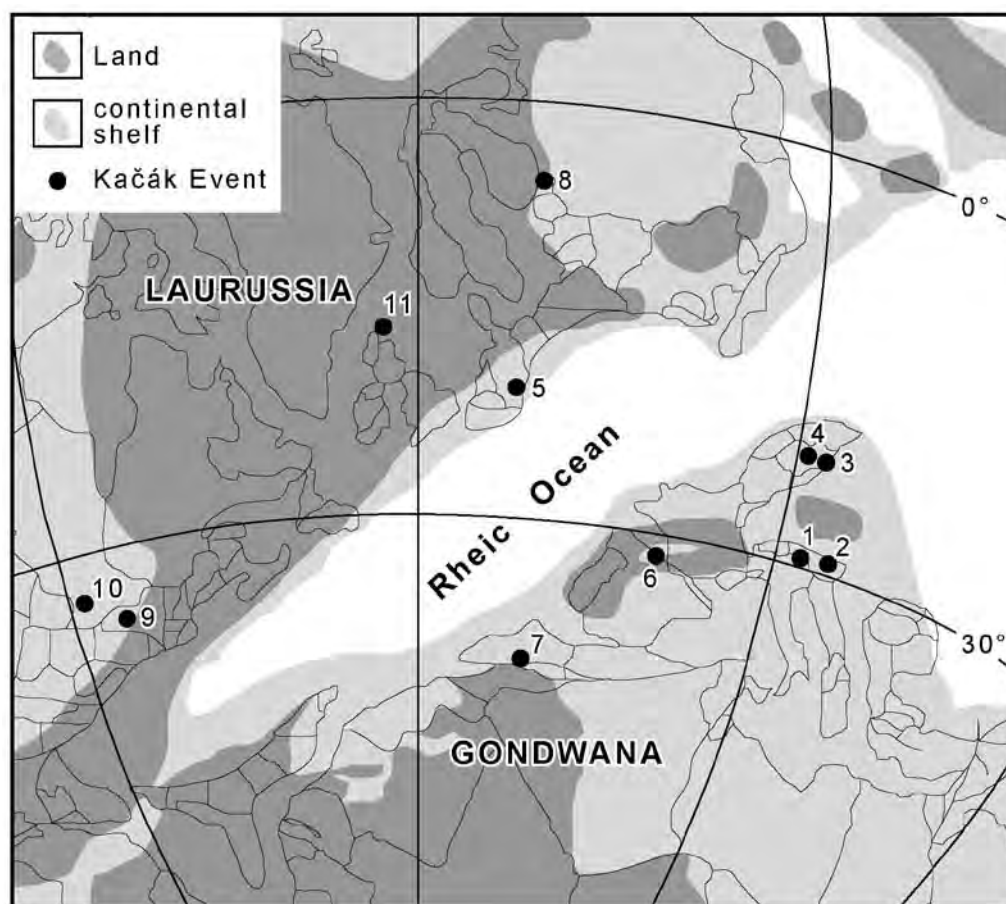 Land
continental
shelf
Kačák Event
0°
8
LAURUSSIA
11
5
4
3
Rheic Ocean
1
2
6
10
9
30°
7
GONDWANA